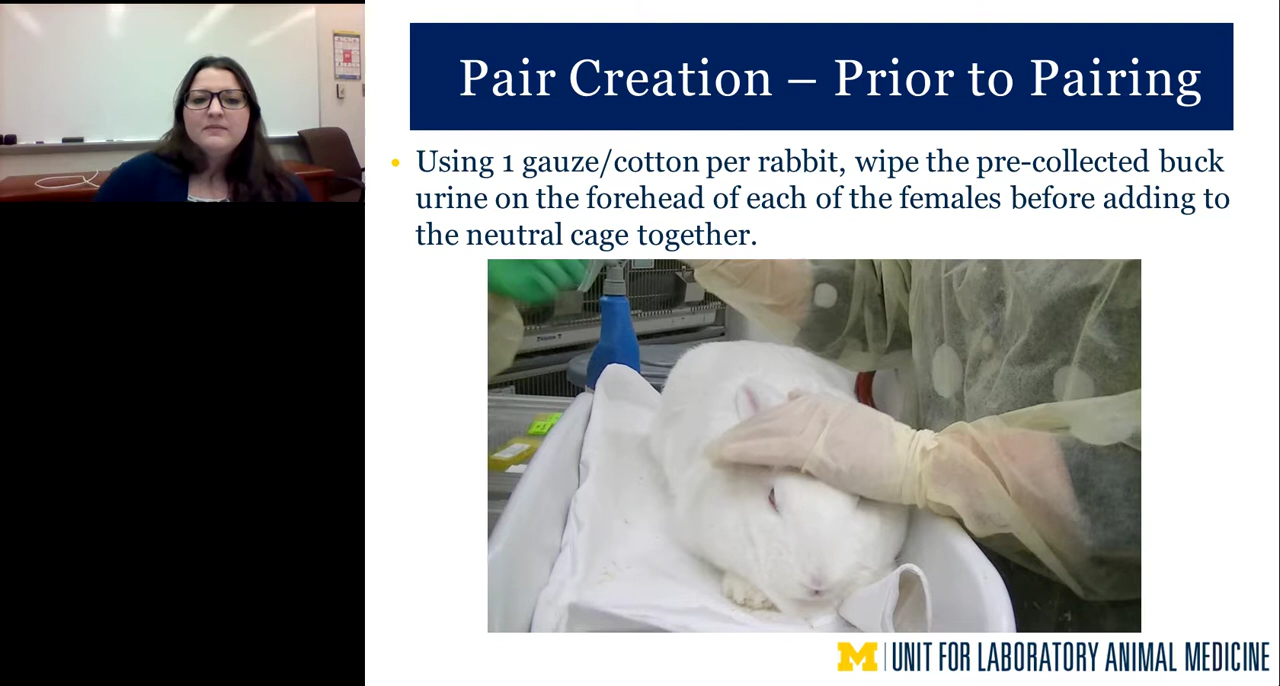 Pair Creation – Prior to Pairing
• Using 1 gauze/cotton per rabbit, wipe the pre-collected buck
urine on the forehead of each of the females before adding to
the neutral cage together.
M | UNIT FOR LABORATORY ANIMAL MEDICINE